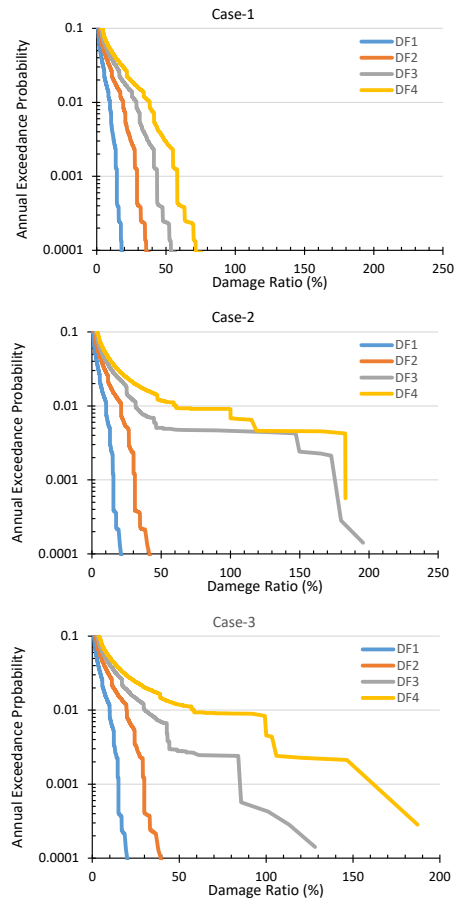 Case-1
Annual Exceedance Probability
0.1
0.01
0.001
0.0001
DF1
DF2
DF3
DF4
0 50 100 150 200 250
Damage Ratio (%)
Case-2
Annual Exceedance Probability
0.1
0.01
0.001
0.0001
DF1
DF2
DF3
DF4
0 50 100 150 200 250
Damege Ratio (%)
Case-3
Annual Exceedance Prpbability
0.1
0.01
0.001
0.0001
DF1
DF2
DF3
DF4
0 50 100 150 200
Damage Ratio (%)